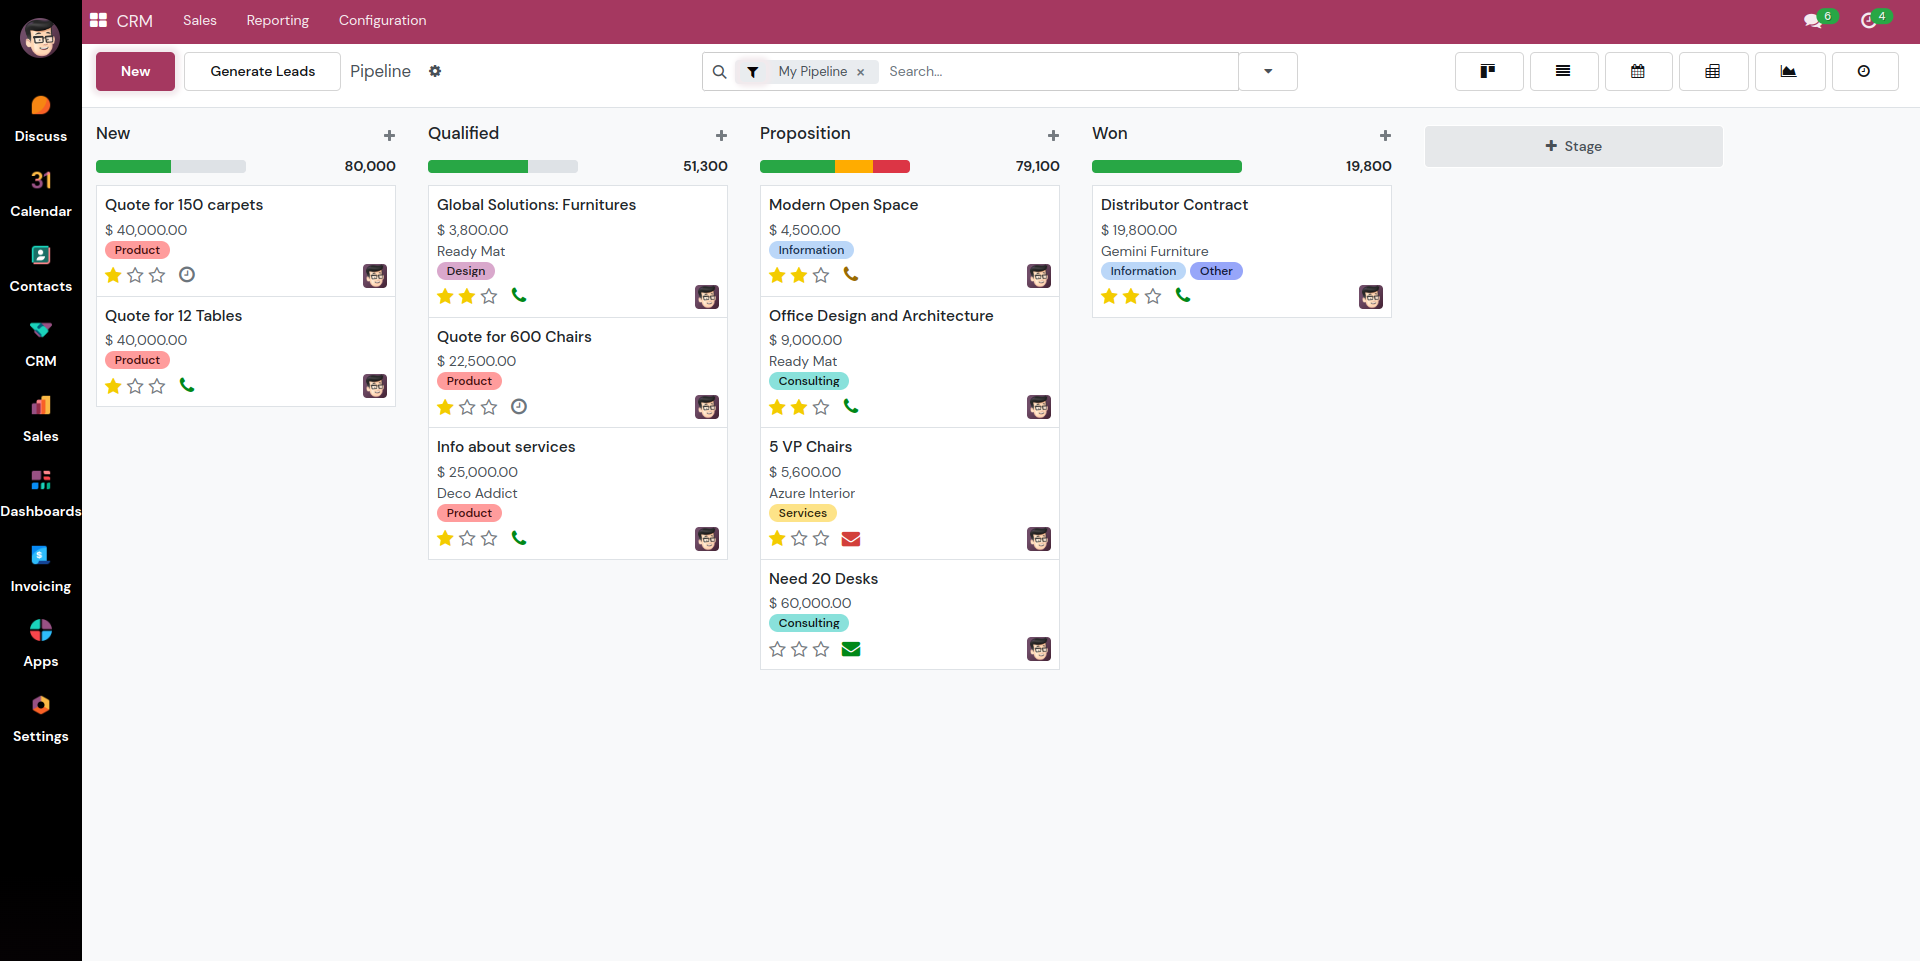 CRM Sales Reporting Configuration 6 4
New Generate Leads Pipeline My Pipeline × Search...
Discuss
31
Calendar
Contacts
CRM
Sales
Dashboards
$
Invoicing
Apps
Settings
New +
80,000
Quote for 150 carpets
$ 40,000.00
Product
Quote for 12 Tables
$ 40,000.00
Product
Qualified +
51,300
Global Solutions: Furnitures
$ 3,800.00
Ready Mat
Design
Quote for 600 Chairs
$ 22,500.00
Product
Info about services
$ 25,000.00
Deco Addict
Product
Proposition +
79,100
Modern Open Space
$ 4,500.00
Information
Office Design and Architecture
$ 9,000.00
Ready Mat
Consulting
5 VP Chairs
$ 5,600.00
Azure Interior
Services
Need 20 Desks
$ 60,000.00
Consulting
Won +
19,800
Distributor Contract
$ 19,800.00
Gemini Furniture
Information Other
+ Stage